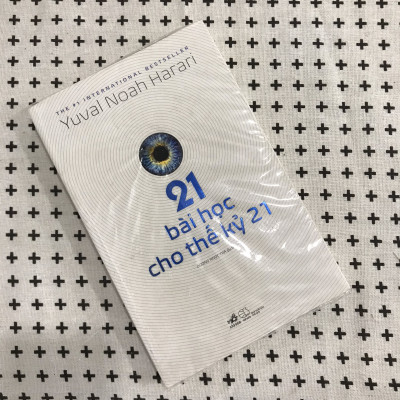 THE #1 INTERNATIONAL BESTSELLER
Yuval Noah Harari
21
bài học
cho thế kỷ 21